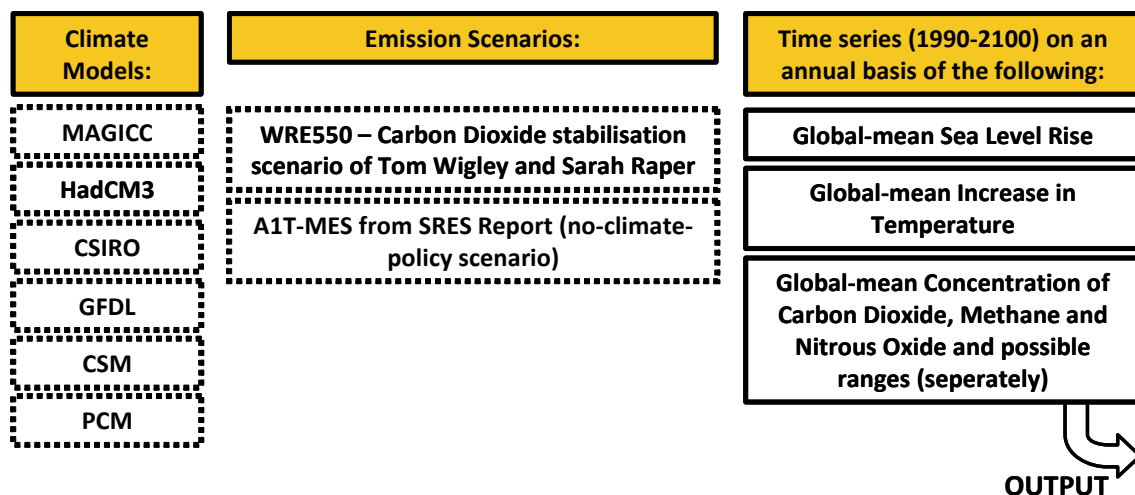 Climate
Models:
MAGICC
HadCM3
CSIRO
GFDL
CSM
PCM
Emission Scenarios:
WRE550 – Carbon Dioxide stabilisation
scenario of Tom Wigley and Sarah Raper
A1T-MES from SRES Report (no-climate-
policy scenario)
Time series (1990-2100) on an
annual basis of the following:
Global-mean Sea Level Rise
Global-mean Increase in
Temperature
Global-mean Concentration of
Carbon Dioxide, Methane and
Nitrous Oxide and possible
ranges (seperately)
OUTPUT